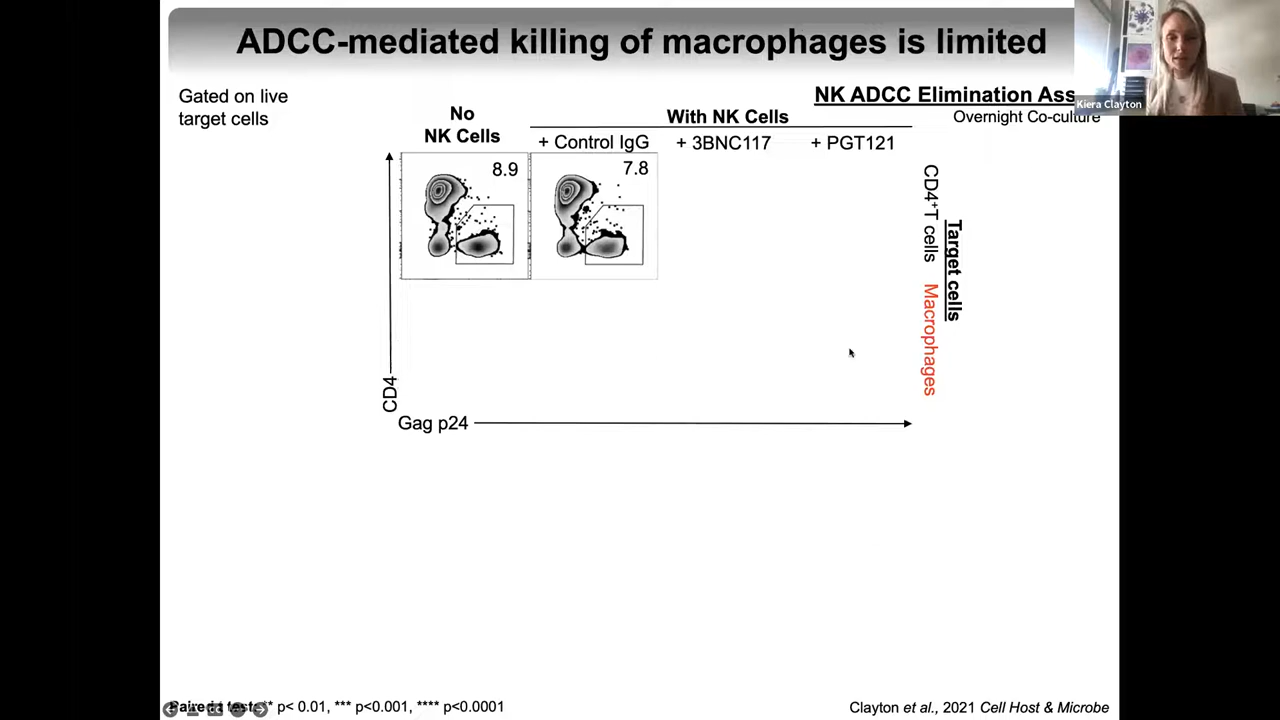 ADCC-mediated killing of macrophages is limited
Gated on live
target cells
NK ADCC Elimination Ass
Overnight Co-culture
Kiera Clayton
No
NK Cells
With NK Cells
+ Control IgG
+ 3BNC117
+ PGT121
8.9
7.8
CD4+T cells
Macrophages
Target cells
CD4
Gag p24
p< 0.01, *** p<0.001, **** p<0.0001
Clayton et al., 2021 Cell Host & Microbe